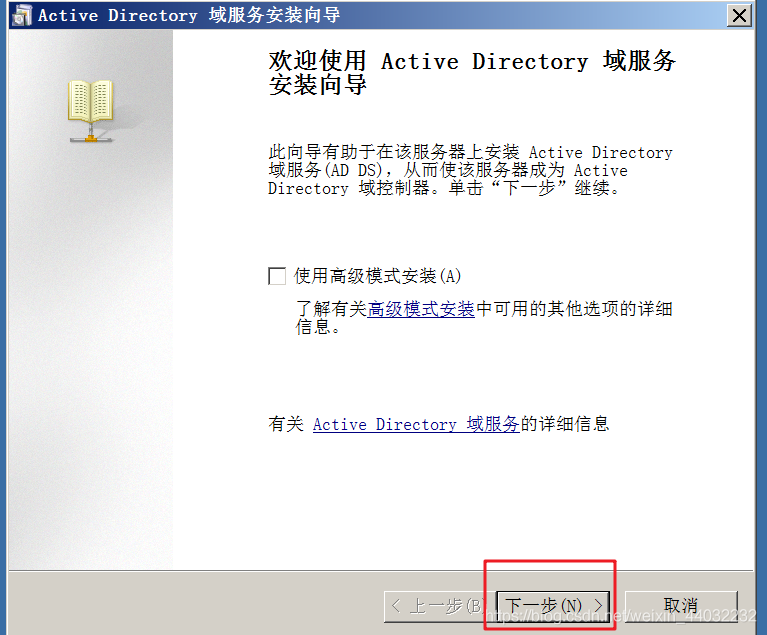 Active Directory 域服务安装向导
欢迎使用 Active Directory 域服务
安装向导
此向导有助于在该服务器上安装 Active Directory
域服务(AD DS)，从而使该服务器成为 Active
Directory 域控制器。单击“下一步”继续。
使用高级模式安装(A)
了解有关高级模式安装中可用的其他选项的详细
信息。
有关 Active Directory 域服务的详细信息
< 上一步(B)
下一步(N) >
取消
https://blog.csdn.net/weixin_44032232